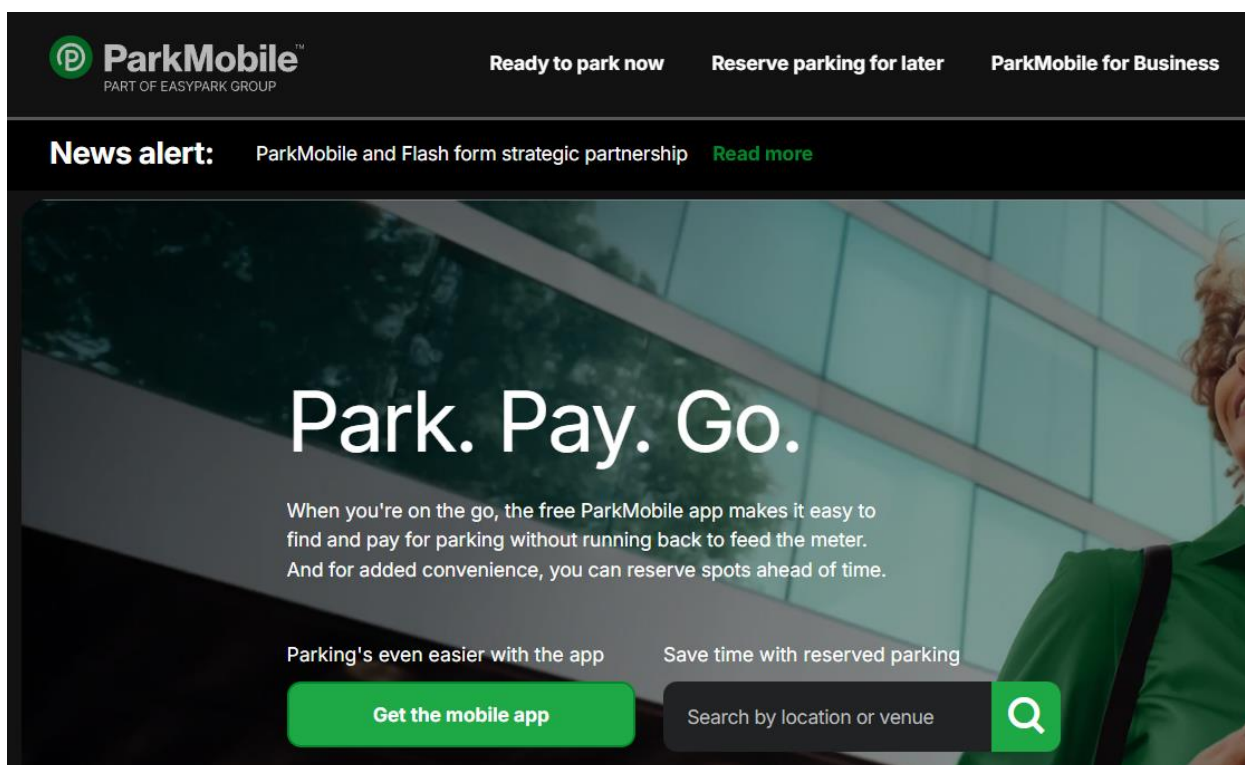 ParkMobile™
PART OF EASYPARK GROUP
Ready to park now
Reserve parking for later
ParkMobile for Business
News alert:
ParkMobile and Flash form strategic partnership
Read more
Park. Pay. Go.
When you're on the go, the free ParkMobile app makes it easy to
find and pay for parking without running back to feed the meter.
And for added convenience, you can reserve spots ahead of time.
Parking's even easier with the app
Get the mobile app
Save time with reserved parking
Search by location or venue